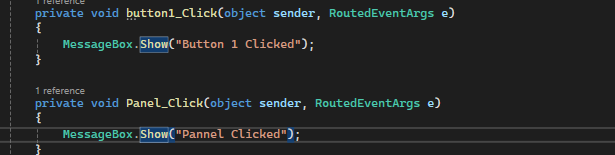 1 reference
private void button1_Click(object sender, RoutedEventArgs e)
{
MessageBox.Show("Button 1 Clicked");
}
1 reference
private void Panel_Click(object sender, RoutedEventArgs e)
{
MessageBox.Show("Pannel Clicked");
}